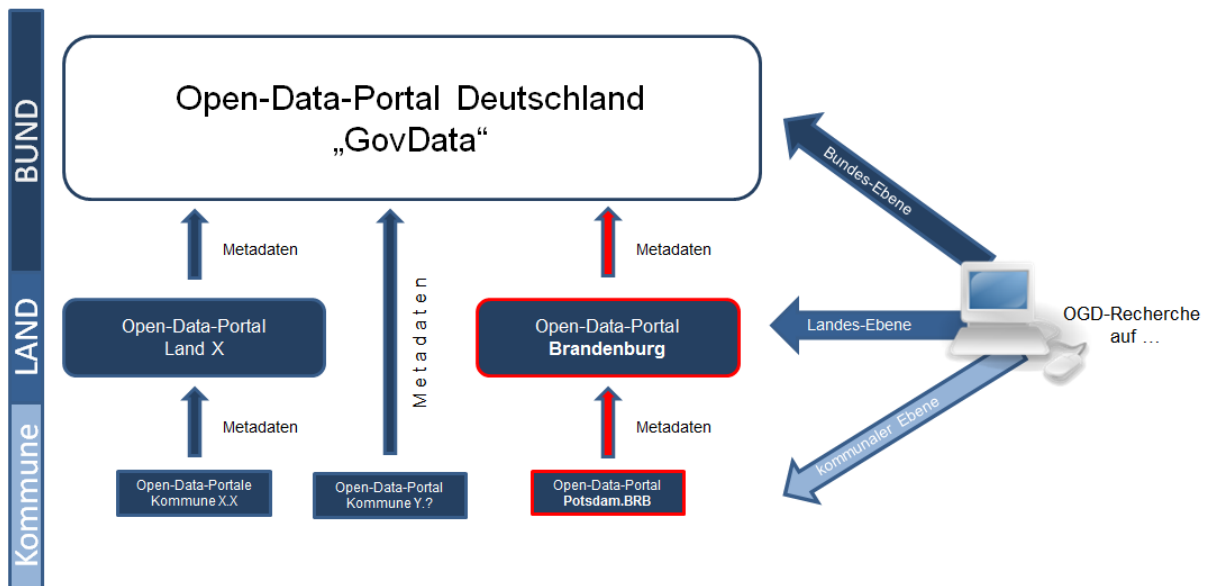 BUND
Open-Data-Portal Deutschland
„GovData“
Bundes-Ebene
Metadaten
Metadaten
Metadaten
LAND
Open-Data-Portal
Land X
Open-Data-Portal
Brandenburg
Landes-Ebene
OGD-Recherche
auf ...
Kommune
Metadaten
Metadaten
kommunaler Ebene
Open-Data-Portale
Kommune X.X
Open-Data-Portal
Kommune Y.?
Open-Data-Portal
Potsdam.BRB